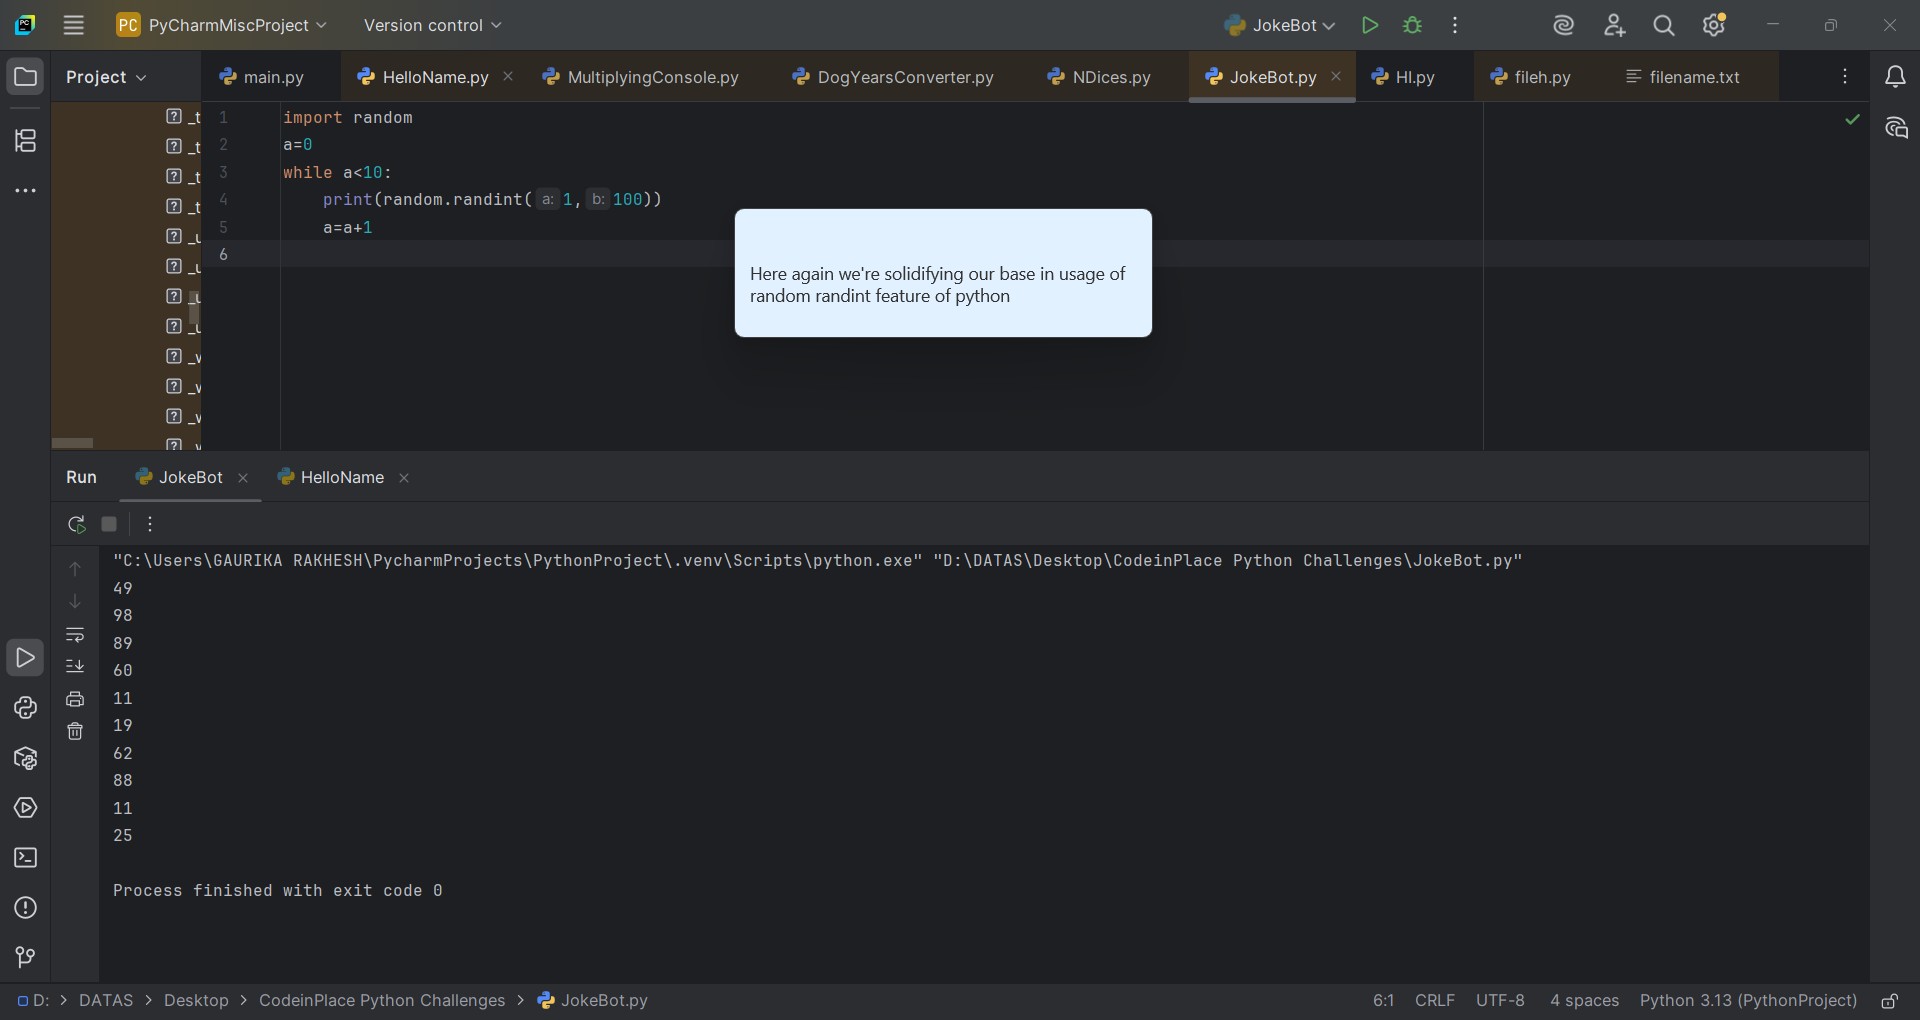 PC PyCharmMiscProject Version control JokeBot
Project main.py HelloName.py MultiplyingConsole.py DogYearsConverter.py NDices.py JokeBot.py HI.py fileh.py filename.txt
_t
_t
_t
_t
_u
_u
_u
_u
_v
_v
_v
1 import random
2 a=0
3 while a<10:
4 print(random.randint( a: 1, b: 100))
5 a=a+1
6
Here again we're solidifying our base in usage of
random randint feature of python
Run JokeBot HelloName
"C:\Users\GAURIKA RAKHESH\PycharmProjects\PythonProject\.venv\Scripts\python.exe" "D:\DATAS\Desktop\CodeinPlace Python Challenges\JokeBot.py"
49
98
89
60
11
19
62
88
11
25
Process finished with exit code 0
D: > DATAS > Desktop > CodeinPlace Python Challenges > JokeBot.py 6:1 CRLF UTF-8 4 spaces Python 3.13 (PythonProject)